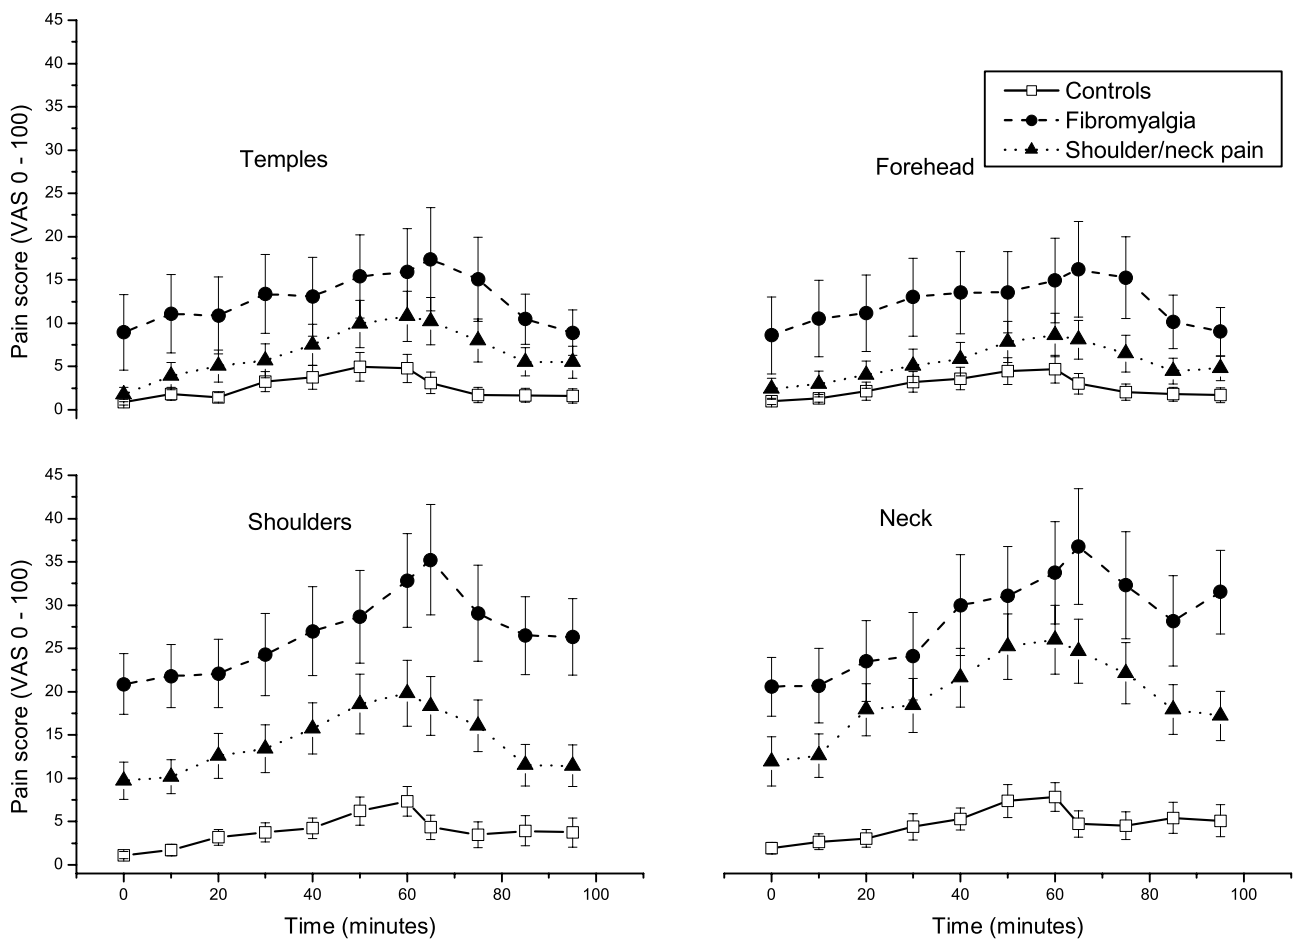 45
40
35
30
25
20
15
10
5
0
Pain score (VAS 0 - 100)
Temples
Controls
Fibromyalgia
Shoulder/neck pain
Forehead
45
40
35
30
25
20
15
10
5
0
Pain score (VAS 0 - 100)
Shoulders
Neck
0 20 40 60 80 100
Time (minutes)
0 20 40 60 80 100
Time (minutes)